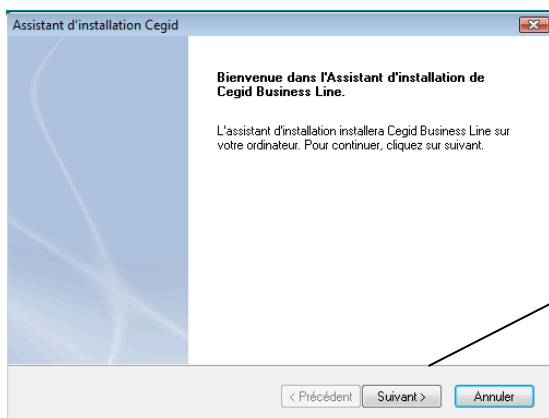 Assistant d'installation Cegid
Bienvenue dans l'Assistant d'installation de
Cegid Business Line.
L'assistant d'installation installera Cegid Business Line sur
votre ordinateur. Pour continuer, cliquez sur suivant.
< Précédent
Suivant >
Annuler